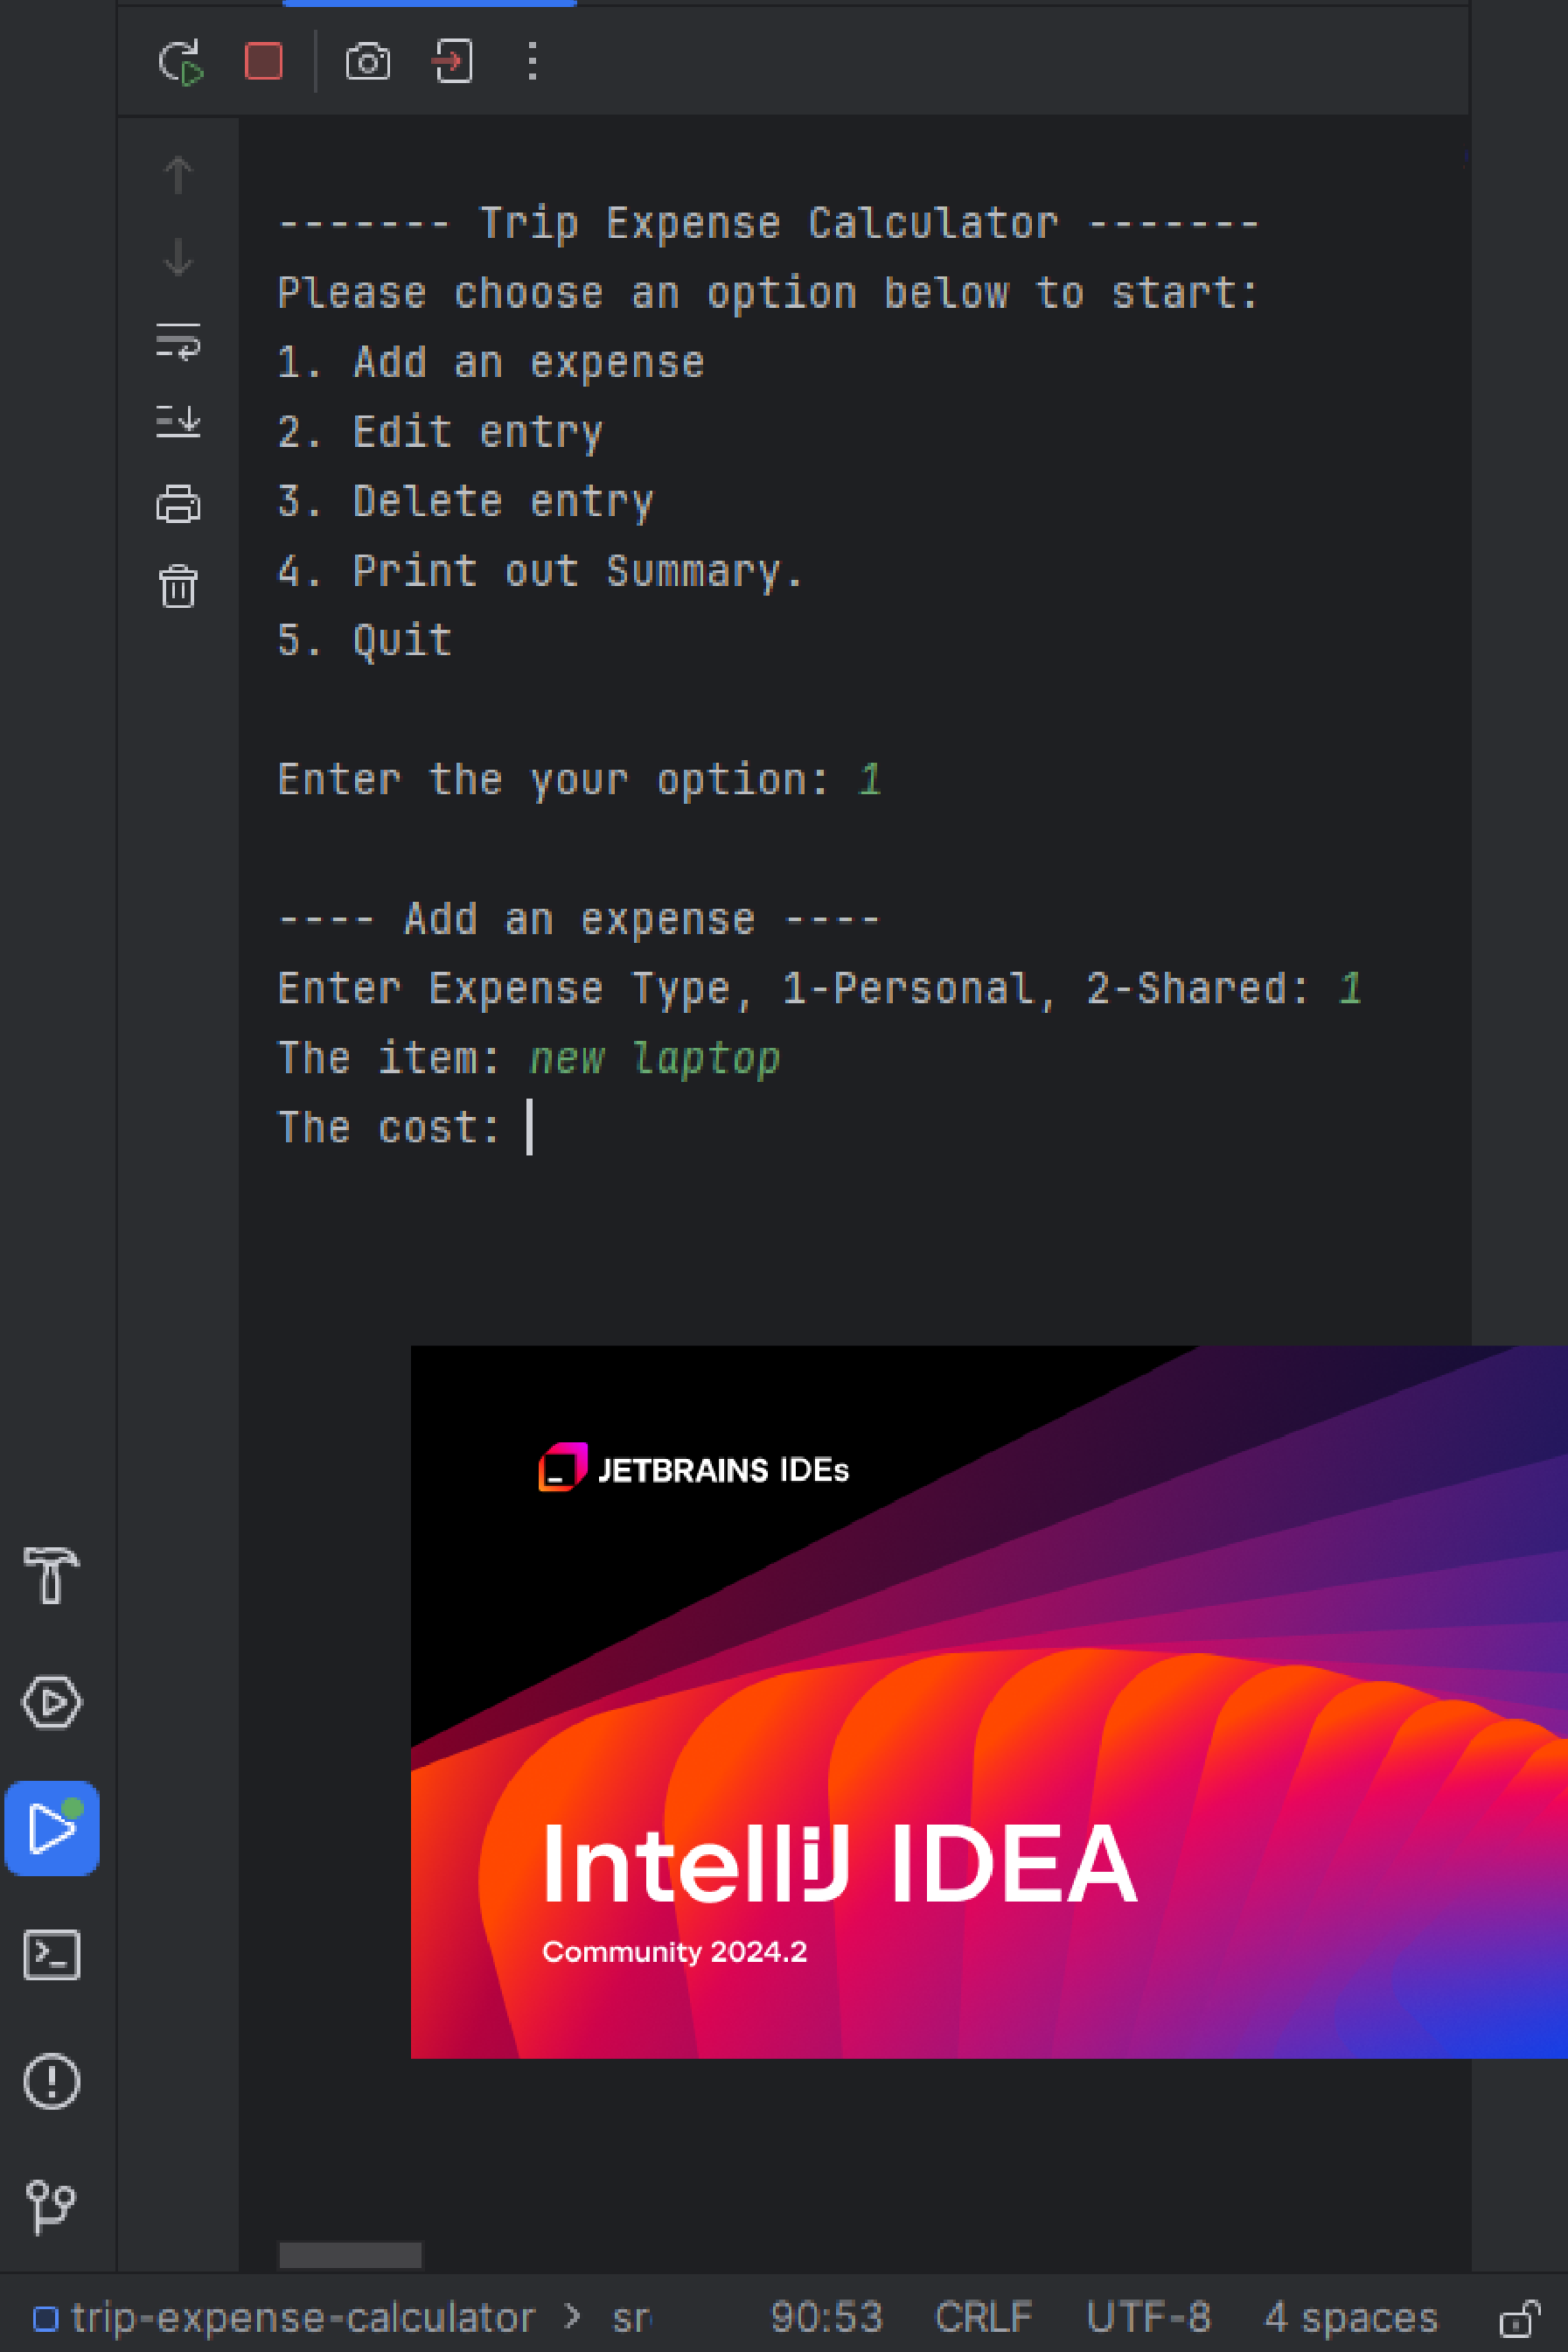 ------- Trip Expense Calculator -------
Please choose an option below to start:
1. Add an expense
2. Edit entry
3. Delete entry
4. Print out Summary.
5. Quit
Enter the your option: 1
---- Add an expense ----
Enter Expense Type, 1-Personal, 2-Shared: 1
The item: new laptop
The cost:
JETBRAINS IDEs
IntelliJ IDEA
Community 2024.2
trip-expense-calculator > sr 90:53 CRLF UTF-8 4 spaces